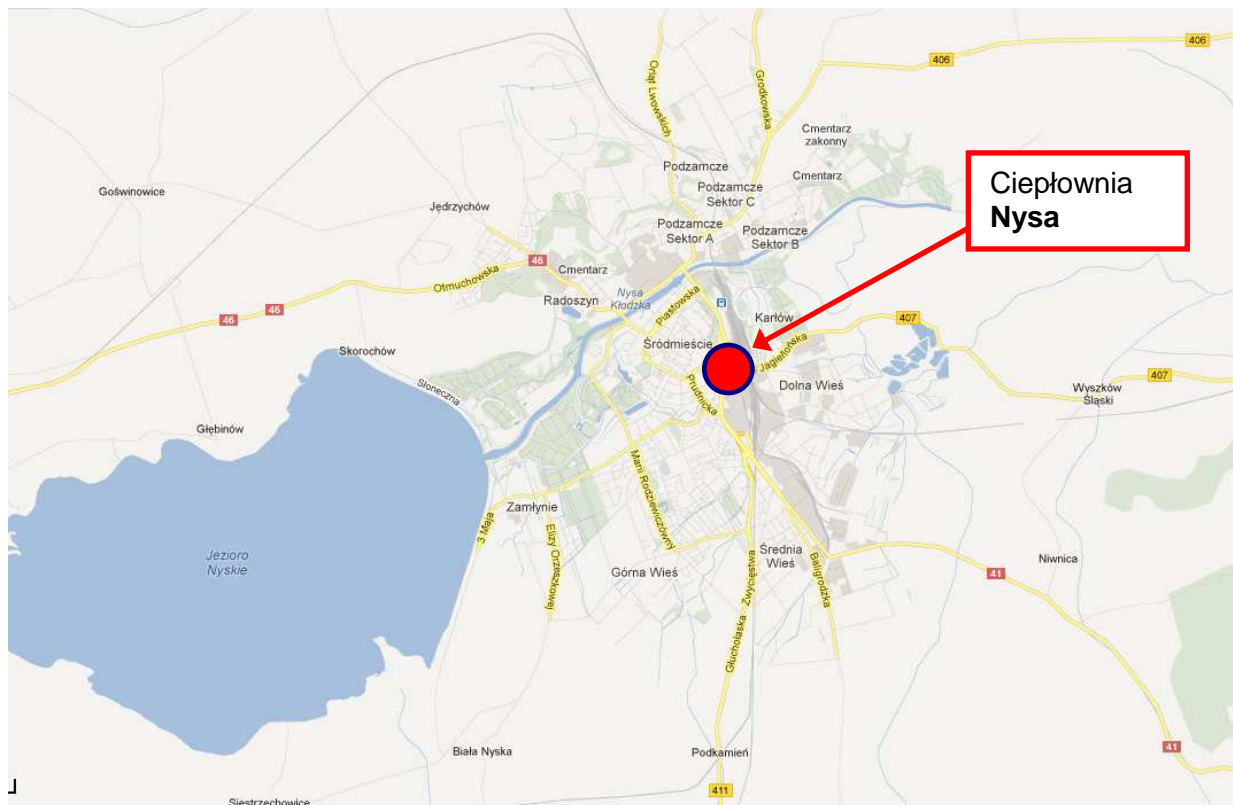 406
406
Orląt Lwowskich
Grodkowska
Cmentarz
zakonny
Podzamcze
Cmentarz
Ciepłownia
Nysa
Goświnowice
Podzamcze
Sektor C
Jędrzychów
Podzamcze
Sektor A
Podzamcze
Sektor B
46
Cmentarz
Otmuchowska
Nysa
Kłodzka
Radoszyn
Piastowska
P
46
46
Karłów
407
Śródmieście
Jagiellońska
Skorochów
407
Dolna Wieś
Wyszków
Śląski
Słoneczna
Prudnicka
Głębinów
Marii Rodziewiczówny
Zamłynie
3 Maja
Elizy Orzeszkowej
Jezioro
Nyskie
Średnia
Wieś
Niwnica
Górna Wieś
41
Baligrodzka
Zwycięstwa
Głuchołaska
Biała Nyska
Podkamień
41
411
Siestrzechowice